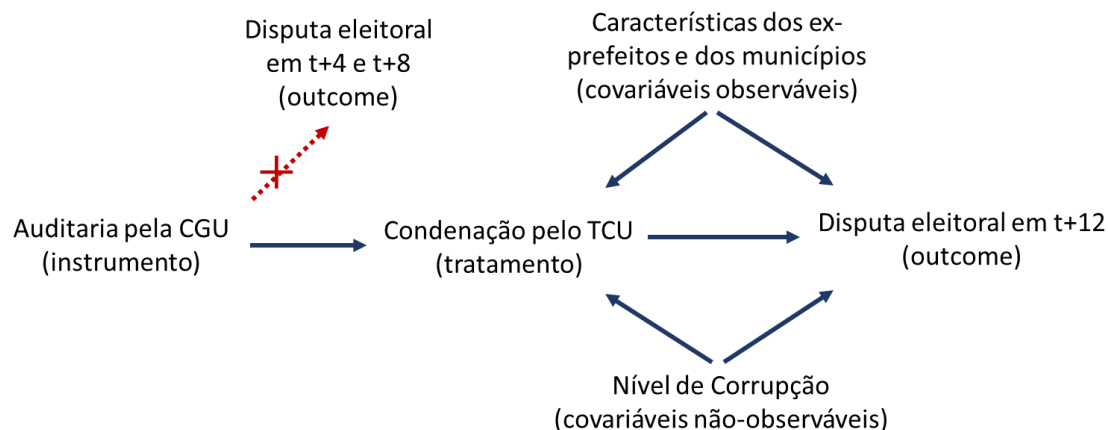 Disputa eleitoral
em t+4 e t+8
(outcome)
Características dos ex-
prefeitos e dos municípios
(covariáveis observáveis)
Auditaria pela CGU
(instrumento)
Condenação pelo TCU
(tratamento)
Disputa eleitoral em t+12
(outcome)
Nível de Corrupção
(covariáveis não-observáveis)